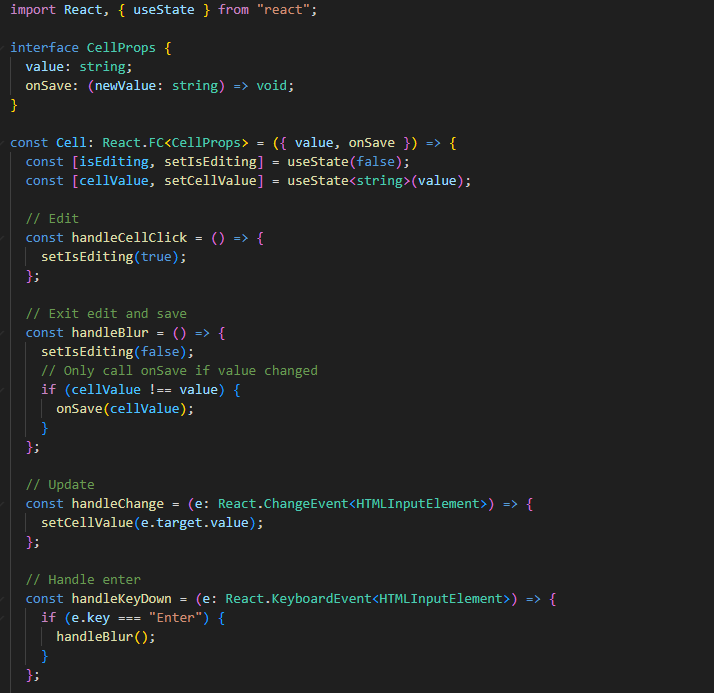 import React, { useState } from "react";
interface CellProps {
value: string;
onSave: (newValue: string) => void;
}
const Cell: React.FC<CellProps> = ({ value, onSave }) => {
const [isEditing, setIsEditing] = useState(false);
const [cellValue, setCellValue] = useState<string>(value);
// Edit
const handleCellClick = () => {
setIsEditing(true);
};
// Exit edit and save
const handleBlur = () => {
setIsEditing(false);
// Only call onSave if value changed
if (cellValue !== value) {
onSave(cellValue);
}
};
// Update
const handleChange = (e: React.ChangeEvent<HTMLInputElement>) => {
setCellValue(e.target.value);
};
// Handle enter
const handleKeyDown = (e: React.KeyboardEvent<HTMLInputElement>) => {
if (e.key === "Enter") {
handleBlur();
}
};